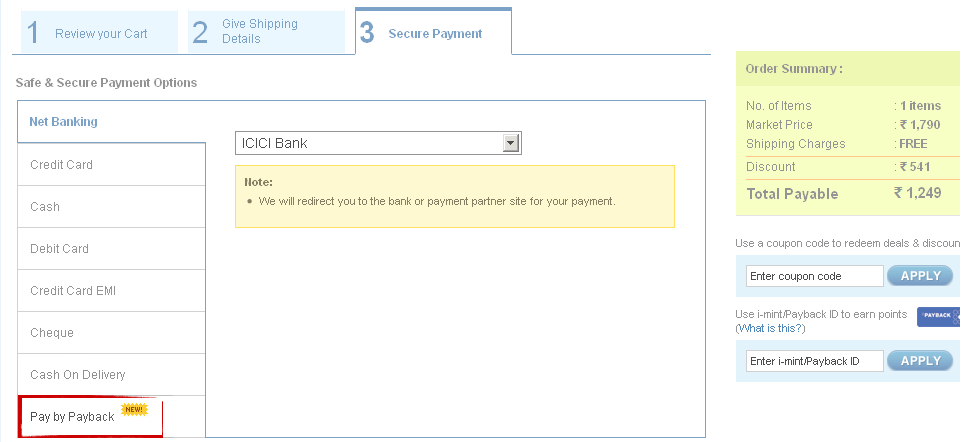 1 Review your Cart
2 Give Shipping
Details
3 Secure Payment
Safe & Secure Payment Options
Net Banking
Credit Card
Cash
Debit Card
Credit Card EMI
Cheque
Cash On Delivery
Pay by Payback NEW!
ICICI Bank
Note:
• We will redirect you to the bank or payment partner site for your payment.
Order Summary :
No. of Items : 1 items
Market Price : ₹ 1,790
Shipping Charges : FREE
Discount : ₹ 541
Total Payable ₹ 1,249
Use a coupon code to redeem deals & discoun
Enter coupon code APPLY
Use i-mint/Payback ID to earn points PAYBACK
(What is this?)
Enter i-mint/Payback ID APPLY